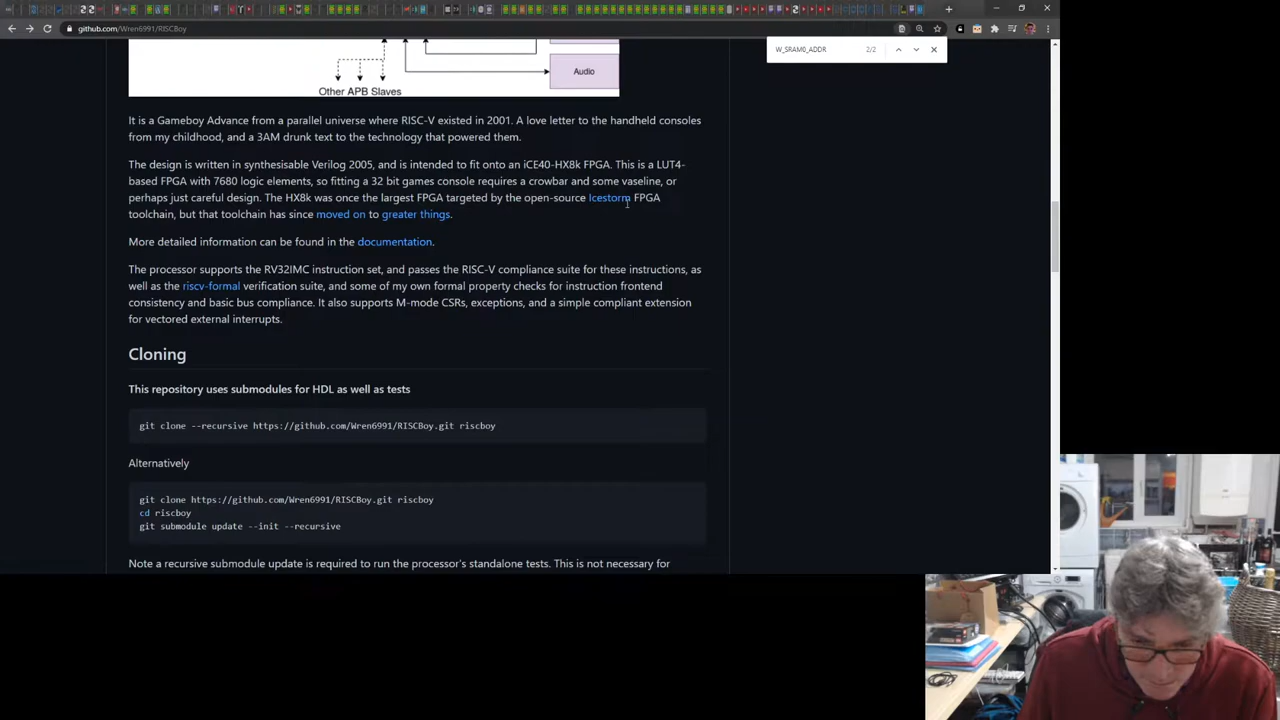 github.com/Wren6991/RISCBoy
W_SRAM0_ADDR 2/2
Audio
Other APB Slaves
It is a Gameboy Advance from a parallel universe where RISC-V existed in 2001. A love letter to the handheld consoles
from my childhood, and a 3AM drunk text to the technology that powered them.
The design is written in synthesisable Verilog 2005, and is intended to fit onto an iCE40-HX8k FPGA. This is a LUT4-
based FPGA with 7680 logic elements, so fitting a 32 bit games console requires a crowbar and some vaseline, or
perhaps just careful design. The HX8k was once the largest FPGA targeted by the open-source Icestorm FPGA
toolchain, but that toolchain has since moved on to greater things.
More detailed information can be found in the documentation.
The processor supports the RV32IMC instruction set, and passes the RISC-V compliance suite for these instructions, as
well as the riscv-formal verification suite, and some of my own formal property checks for instruction frontend
consistency and basic bus compliance. It also supports M-mode CSRs, exceptions, and a simple compliant extension
for vectored external interrupts.
Cloning
This repository uses submodules for HDL as well as tests
git clone --recursive https://github.com/Wren6991/RISCBoy.git riscboy
Alternatively
git clone https://github.com/Wren6991/RISCBoy.git riscboy
cd riscboy
git submodule update --init --recursive
Note a recursive submodule update is required to run the processor's standalone tests. This is not necessary for